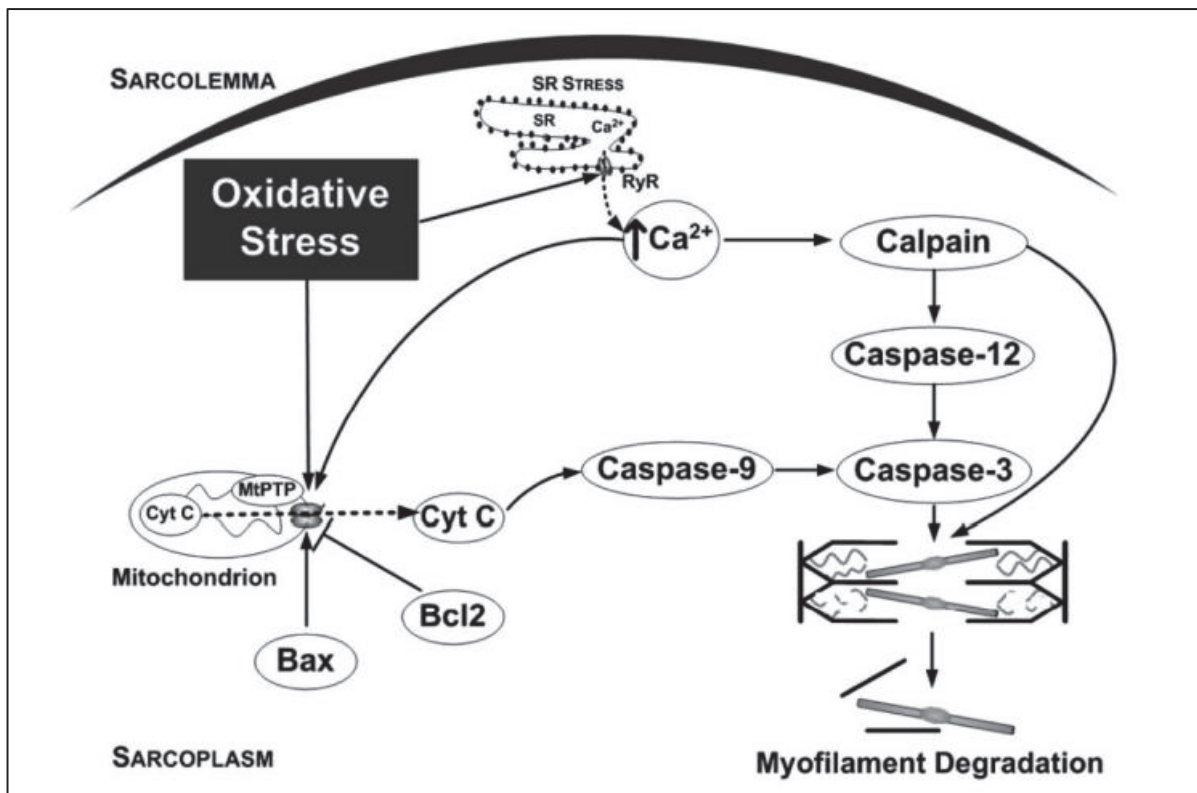 SARCOLEMMA
SR STRESS
SR
Ca²⁺
RyR
Oxidative
Stress
↑Ca²⁺
Calpain
Caspase-12
Caspase-9
Caspase-3
MtPTP
Cyt C
Cyt C
Mitochondrion
Bcl2
Bax
SARCOPLASM
Myofilament Degradation